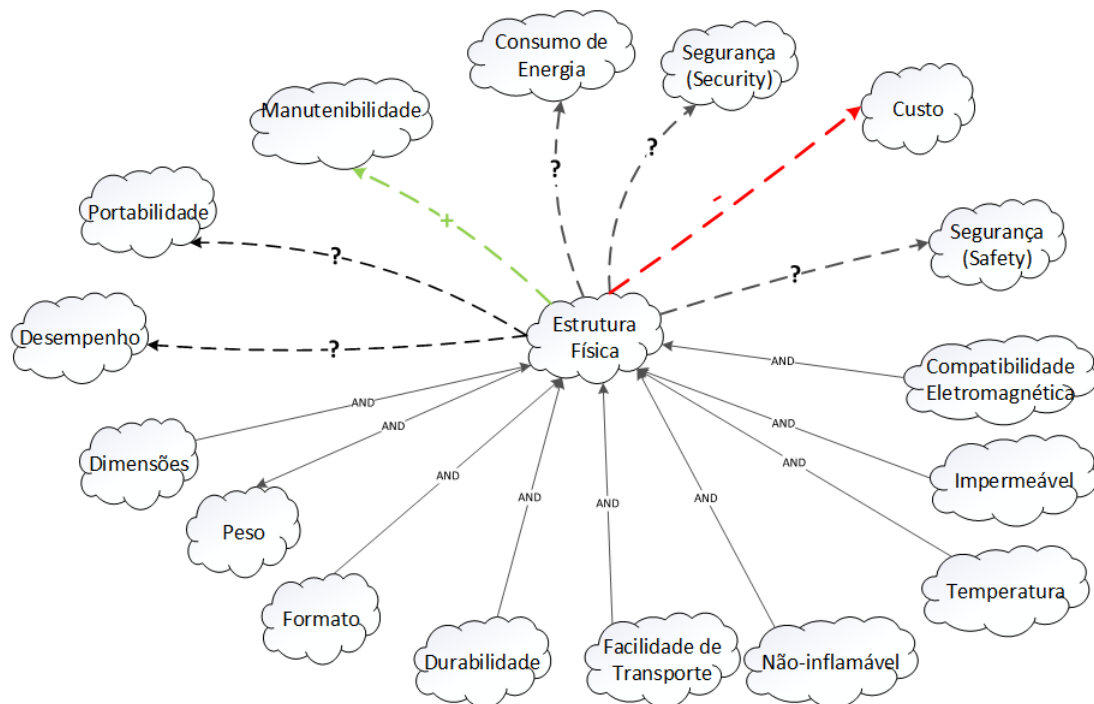 Consumo de
Energia
Segurança
(Security)
Manutenibilidade
Custo
?
?
-
Portabilidade
+
Segurança
(Safety)
?
?
Desempenho
?
Estrutura
Física
AND
Compatibilidade
Eletromagnética
AND
AND
AND
AND
AND
AND
AND
AND
AND
Dimensões
Impermeável
Peso
Temperatura
Formato
Durabilidade
Facilidade de
Transporte
Não-inflamável